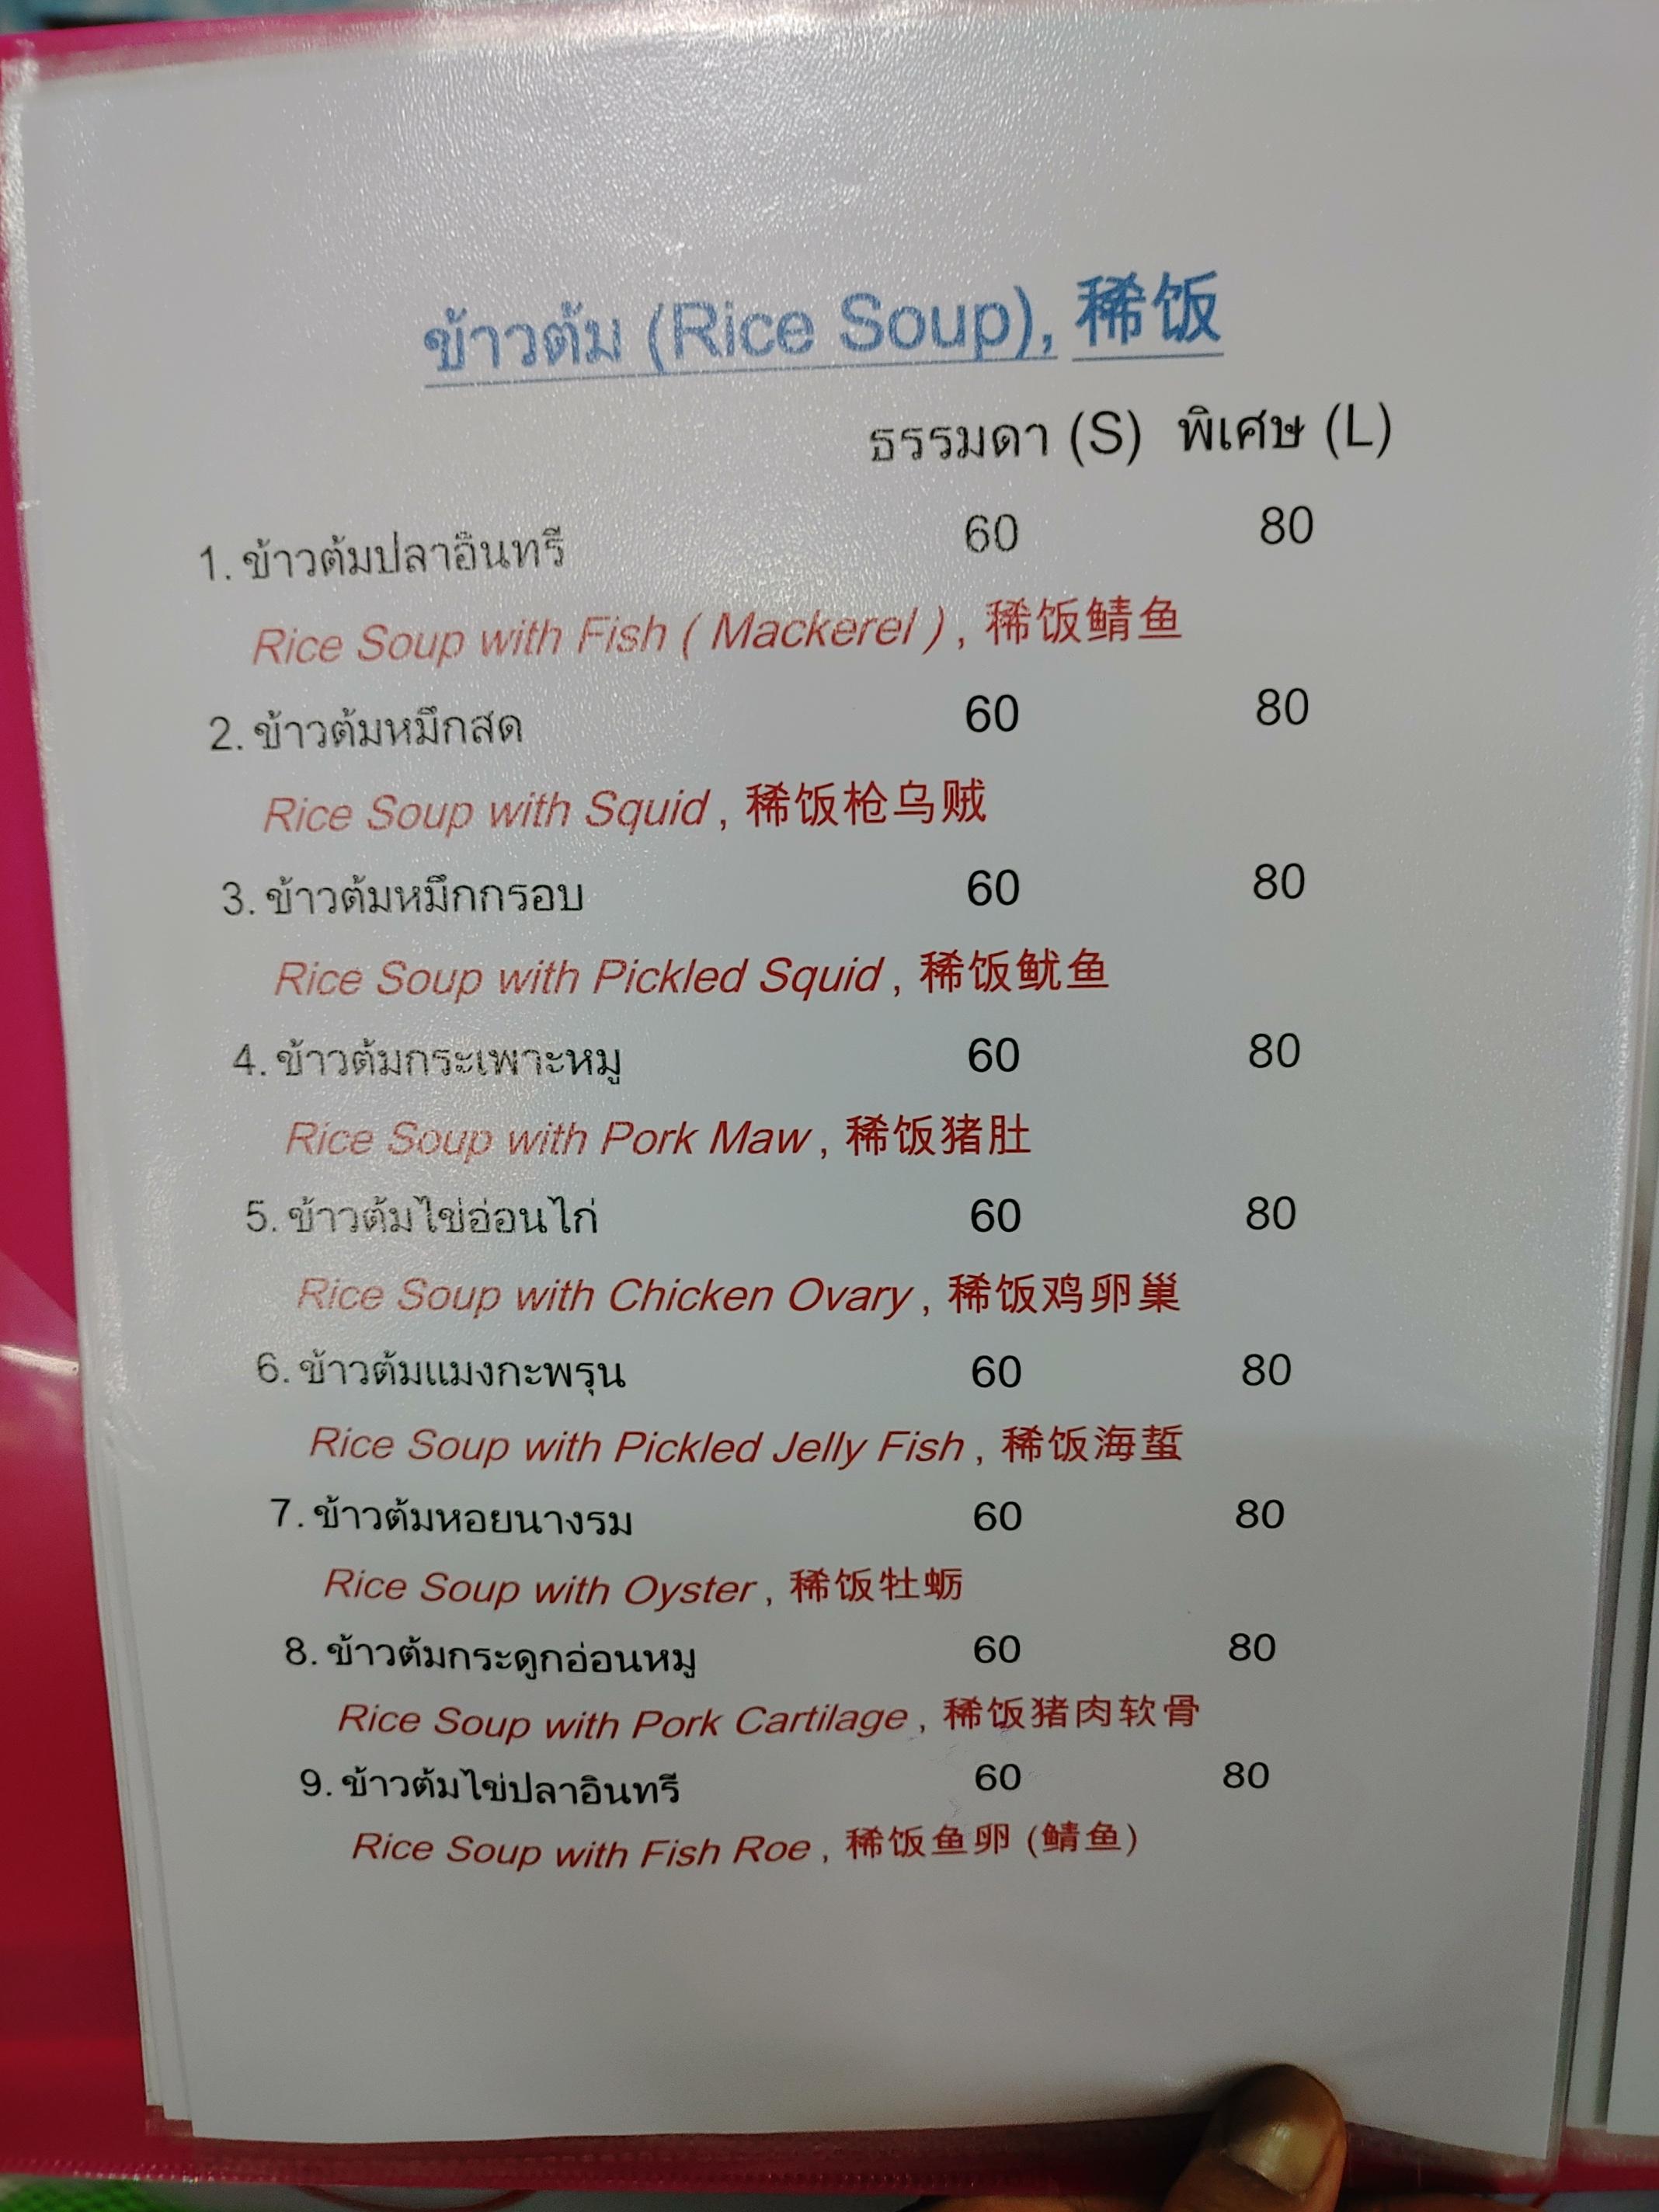 ข้าวต้ม (Rice Soup), 稀饭
ธรรมดา (S) พิเศษ (L)
1. ข้าวต้มปลาอินทรี 60 80
Rice Soup with Fish ( Mackerel ) , 稀饭鲭鱼
2. ข้าวต้มหมึกสด 60 80
Rice Soup with Squid , 稀饭枪乌贼
3. ข้าวต้มหมึกกรอบ 60 80
Rice Soup with Pickled Squid , 稀饭鱿鱼
4. ข้าวต้มกระเพาะหมู 60 80
Rice Soup with Pork Maw , 稀饭猪肚
5. ข้าวต้มไข่อ่อนไก่ 60 80
Rice Soup with Chicken Ovary , 稀饭鸡卵巢
6. ข้าวต้มแมงกะพรุน 60 80
Rice Soup with Pickled Jelly Fish , 稀饭海蜇
7. ข้าวต้มหอยนางรม 60 80
Rice Soup with Oyster , 稀饭牡蛎
8. ข้าวต้มกระดูกอ่อนหมู 60 80
Rice Soup with Pork Cartilage , 稀饭猪肉软骨
9. ข้าวต้มไข่ปลาอินทรี 60 80
Rice Soup with Fish Roe , 稀饭鱼卵 (鲭鱼)